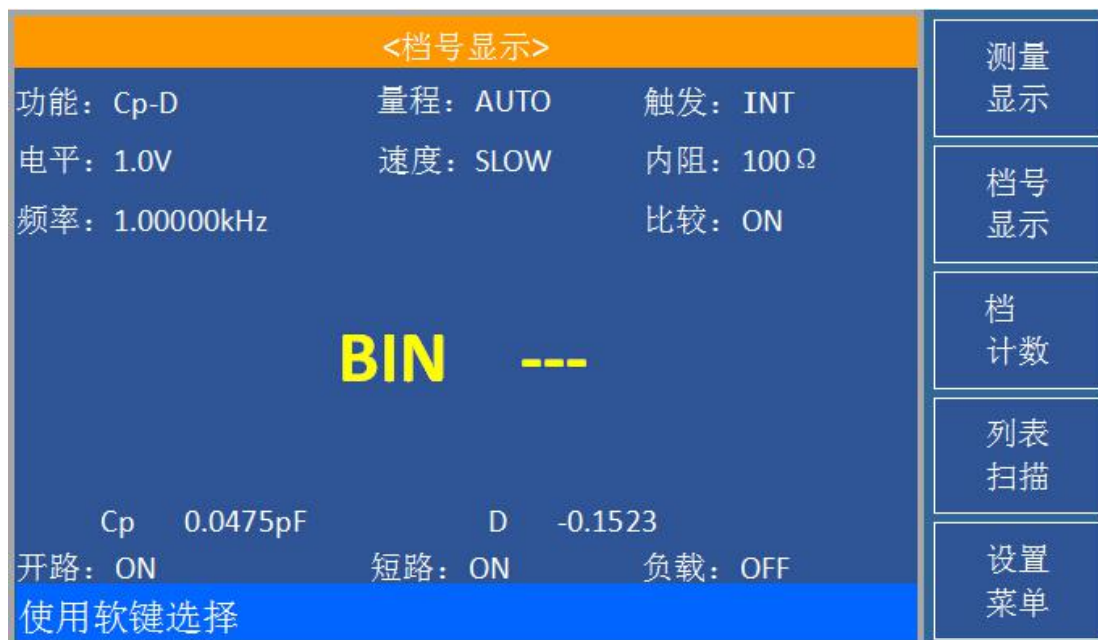 <档号显示>
功能：Cp-D 量程：AUTO 触发：INT
电平：1.0V 速度：SLOW 内阻：100Ω
频率：1.00000kHz 比较：ON
BIN ---
Cp 0.0475pF D -0.1523
开路：ON 短路：ON 负载：OFF
使用软键选择
测量
显示
档号
显示
档
计数
列表
扫描
设置
菜单